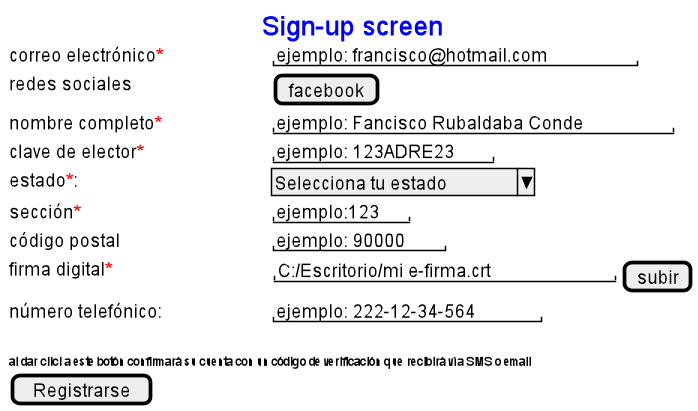 Sign-up screen
correo electrónico* ejemplo: francisco@hotmail.com
redes sociales facebook
nombre completo* ejemplo: Fancisco Rubaldaba Conde
clave de elector* ejemplo: 123ADRE23
estado*: Selecciona tu estado
sección* ejemplo:123
código postal ejemplo: 90000
firma digital* C:/Escritorio/mi e-firma.crt subir
número telefónico: ejemplo: 222-12-34-564
al dar clicl a este botón confirmará su cuenta con un código de verificación que recibirá vìa SMS o email
Registrarse